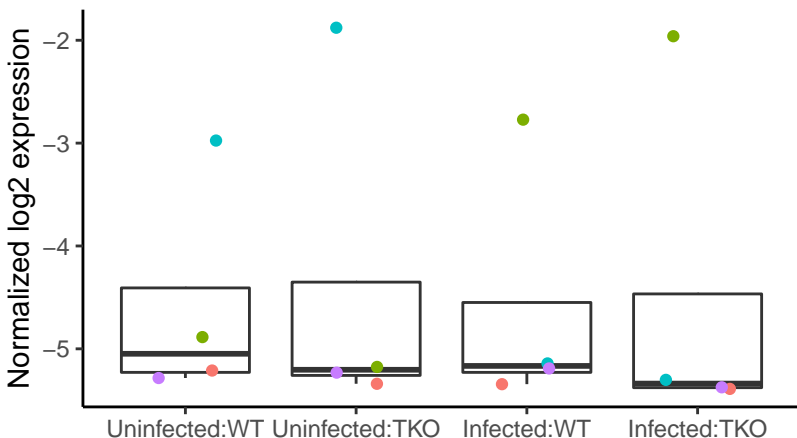 Normalized log2 expression
−2
−3
−4
−5
Uninfected:WT Uninfected:TKO Infected:WT Infected:TKO